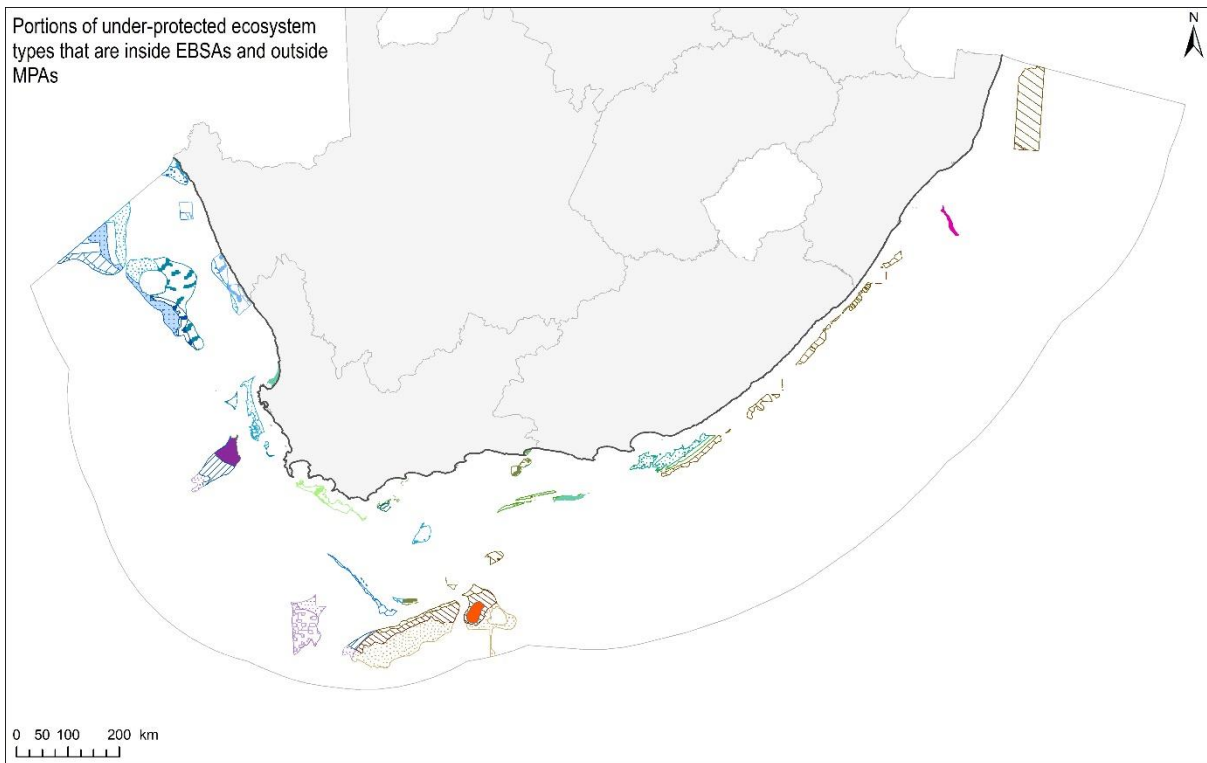 Portions of under-protected ecosystem
types that are inside EBSAs and outside
MPAs
N
0 50 100 200 km